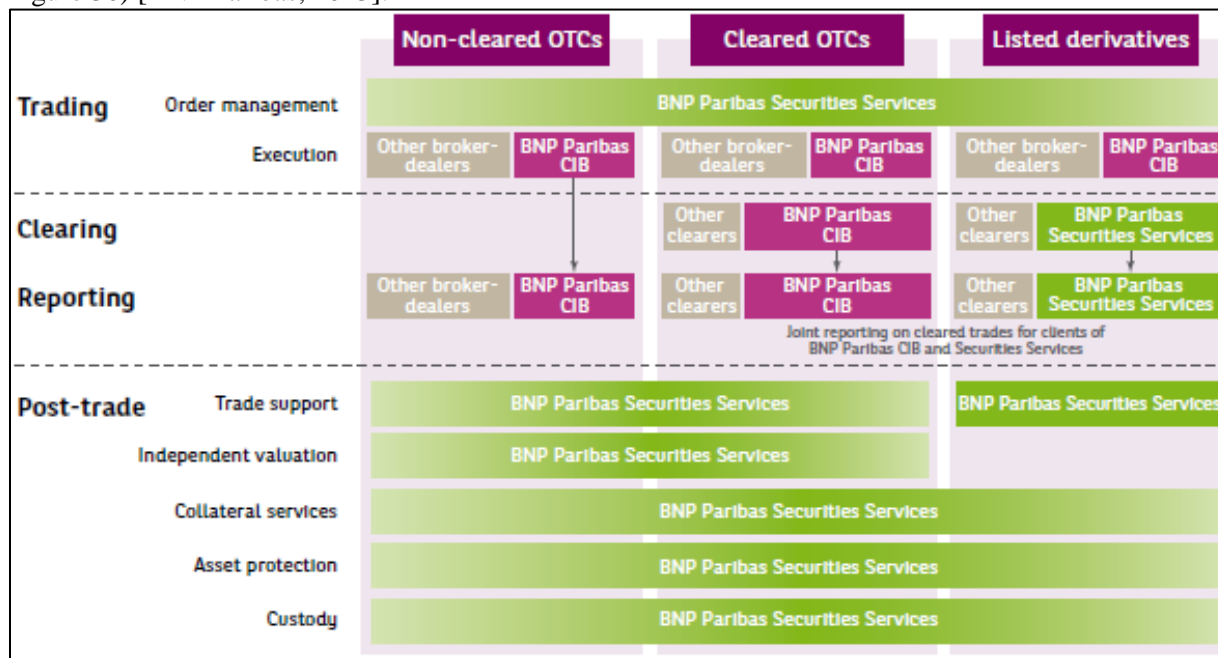 Non-cleared OTCs
Cleared OTCs
Listed derivatives
Trading
Order management
BNP Paribas Securities Services
Execution
Other broker-
dealers
BNP Paribas
CIB
Other broker-
dealers
BNP Paribas
CIB
Other broker-
dealers
BNP Paribas
CIB
Clearing
Other
clearers
BNP Paribas
CIB
Other
clearers
BNP Paribas
Securities Services
Reporting
Other broker-
dealers
BNP Paribas
CIB
Other
clearers
BNP Paribas
CIB
Other
clearers
BNP Paribas
Securities Services
Joint reporting on cleared trades for clients of
BNP Paribas CIB and Securities Services
Post-trade
Trade support
BNP Paribas Securities Services
BNP Paribas Securities Services
Independent valuation
BNP Paribas Securities Services
Collateral services
BNP Paribas Securities Services
Asset protection
BNP Paribas Securities Services
Custody
BNP Paribas Securities Services